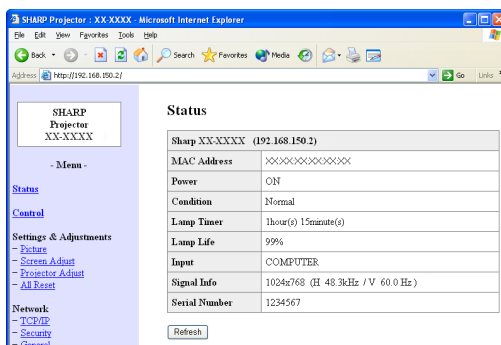 SHARP Projector : XX-XXXX - Microsoft Internet Explorer
File Edit View Favorites Tools Help
Back Search Favorites Media
Address http://192.168.150.2/ Go Links
SHARP
Projector
XX-XXXX
- Menu -
Status
Control
Settings & Adjustments
– Picture
– Screen Adjust
– Projector Adjust
– All Reset
Network
– TCP/IP
– Security
– General
Status
Sharp XX-XXXX (192.168.150.2)
MAC Address XXXXXXXXXXXX
Power ON
Condition Normal
Lamp Timer 1hour(s) 15minute(s)
Lamp Life 99%
Input COMPUTER
Signal Info 1024x768 (H 48.3kHz / V 60.0 Hz )
Serial Number 1234567
Refresh